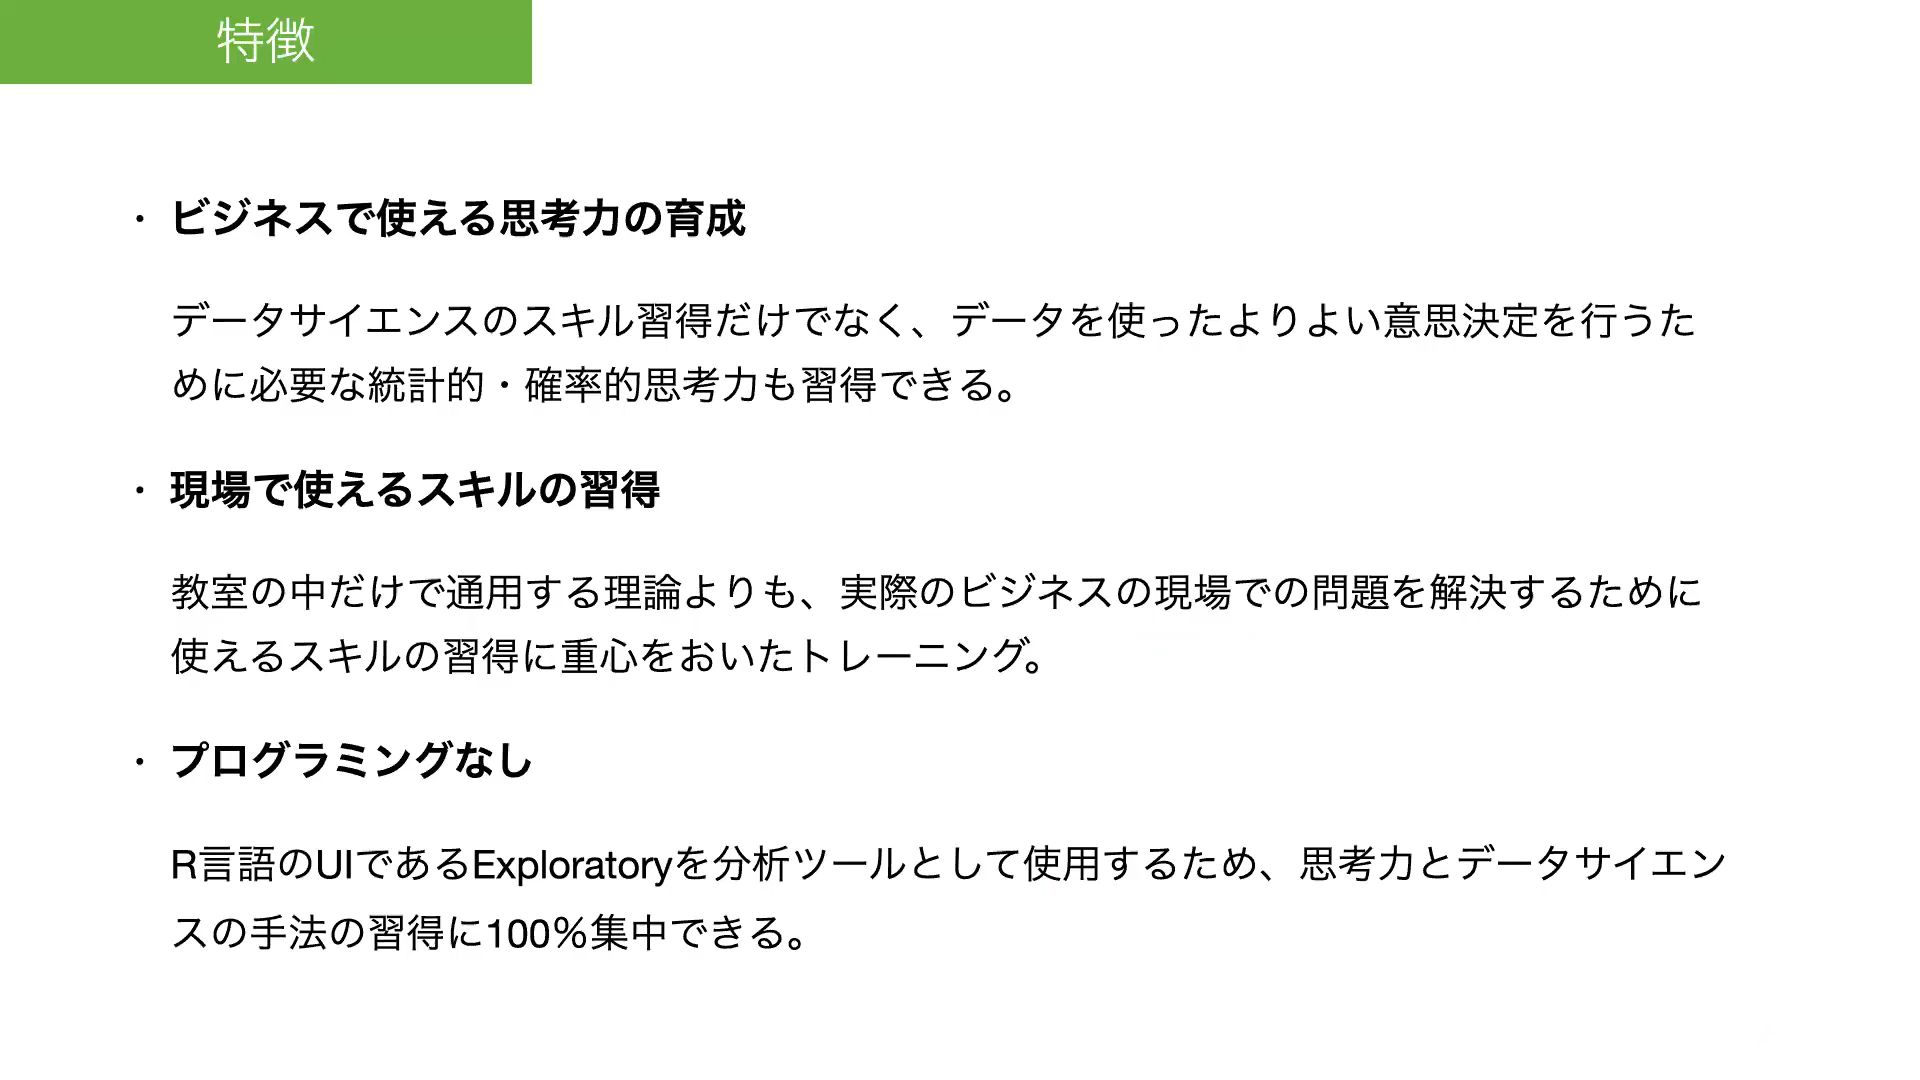 特徴
・ビジネスで使える思考力の育成
データサイエンスのスキル習得だけでなく、データを使ったよりよい意思決定を行うた
めに必要な統計的・確率的思考力も習得できる。
・現場で使えるスキルの習得
教室の中だけで通用する理論よりも、実際のビジネスの現場での問題を解決するために
使えるスキルの習得に重心をおいたトレーニング。
・プログラミングなし
R言語のUIであるExploratoryを分析ツールとして使用するため、思考力とデータサイエン
スの手法の習得に100%集中できる。